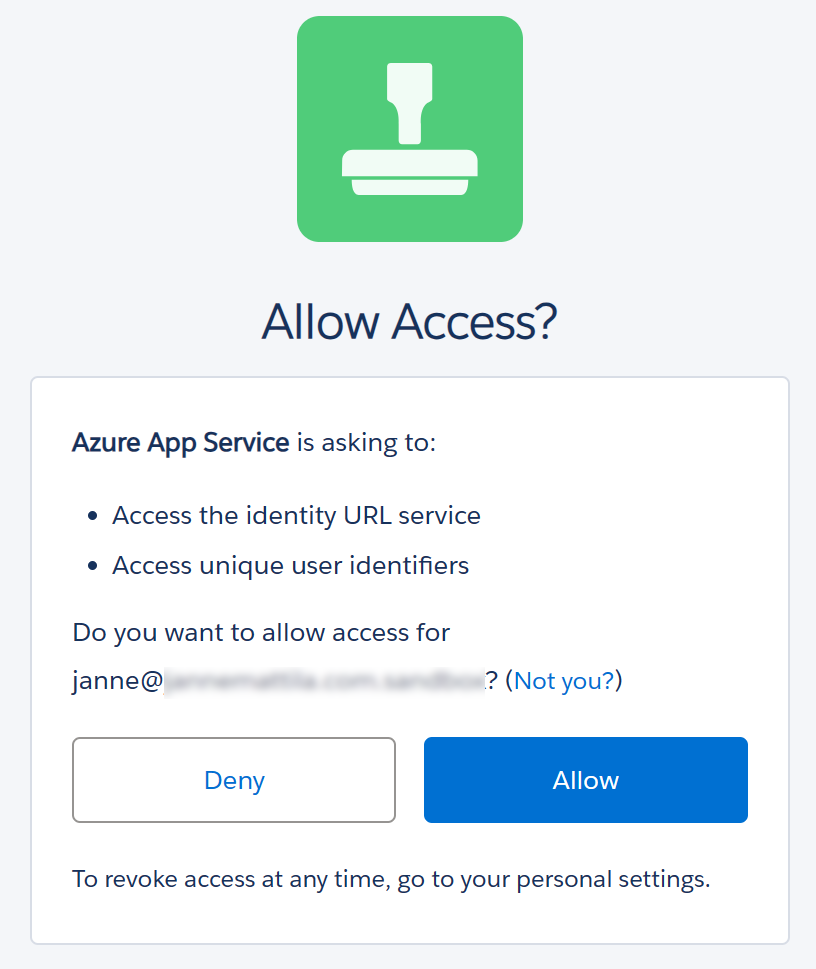 Allow Access?
Azure App Service is asking to:
• Access the identity URL service
• Access unique user identifiers
Do you want to allow access for
janne@? (Not you?)
Deny
Allow
To revoke access at any time, go to your personal settings.